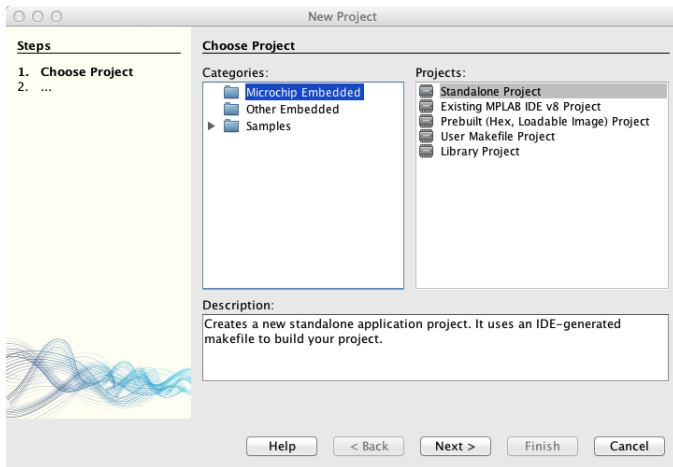 New Project
Steps
1. Choose Project
2. ...
Choose Project
Categories:
Microchip Embedded
Other Embedded
Samples
Projects:
Standalone Project
Existing MPLAB IDE v8 Project
Prebuilt (Hex, Loadable Image) Project
User Makefile Project
Library Project
Description:
Creates a new standalone application project. It uses an IDE-generated
makefile to build your project.
Help
< Back
Next >
Finish
Cancel